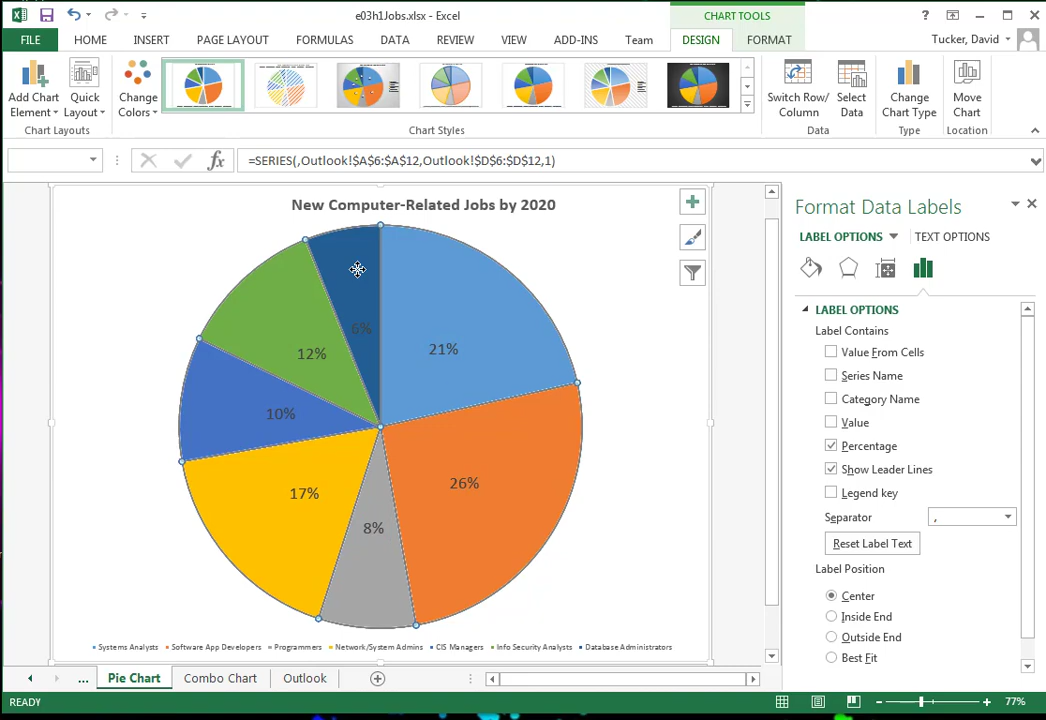 e03h1Jobs.xlsx - Excel
CHART TOOLS
?
FILE HOME INSERT PAGE LAYOUT FORMULAS DATA REVIEW VIEW ADD-INS Team DESIGN FORMAT Tucker, David
Add Chart Element
Quick Layout
Change Colors
Switch Row/ Column
Select Data
Change Chart Type
Move Chart
Chart Layouts Chart Styles Data Type Location
fx =SERIES(,Outlook!$A$6:$A$12,Outlook!$D$6:$D$12,1)
New Computer-Related Jobs by 2020
6%
21%
12%
10%
26%
17%
8%
Systems Analysts Software App Developers Programmers Network/System Admins CIS Managers Info Security Analysts Database Administrators
Format Data Labels
LABEL OPTIONS TEXT OPTIONS
LABEL OPTIONS
Label Contains
Value From Cells
Series Name
Category Name
Value
Percentage
Show Leader Lines
Legend key
Separator ,
Reset Label Text
Label Position
Center
Inside End
Outside End
Best Fit
... Pie Chart Combo Chart Outlook
READY 77%